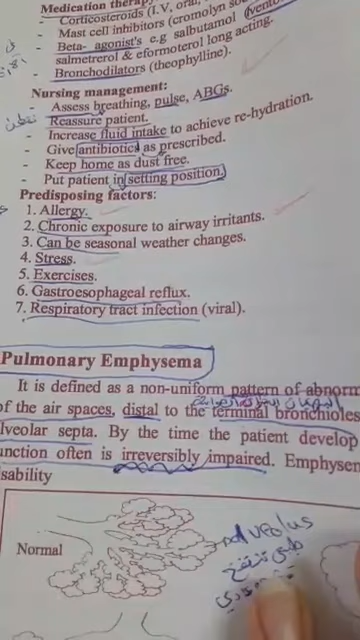 Medication therapy
- Corticosteroids (I.V, oral,
- Mast cell inhibitors (cromolyn
- Beta- agonist's e.g salbutamol (ventol
salmetrerol & eformoterol long acting.
- Bronchodilators (theophylline).
Nursing management:
- Assess breathing, pulse, ABGs.
- Reassure patient.
- Increase fluid intake to achieve re-hydration.
- Give antibiotics as prescribed.
- Keep home as dust free.
- Put patient in setting position.
Predisposing factors:
1. Allergy.
2. Chronic exposure to airway irritants.
3. Can be seasonal weather changes.
4. Stress.
5. Exercises.
6. Gastroesophageal reflux.
7. Respiratory tract infection (viral).
Pulmonary Emphysema
It is defined as a non-uniform pattern of abnorm
of the air spaces, distal to the terminal bronchioles
lveolar septa. By the time the patient develop
unction often is irreversibly impaired. Emphysem
sability
Normal
alveolus